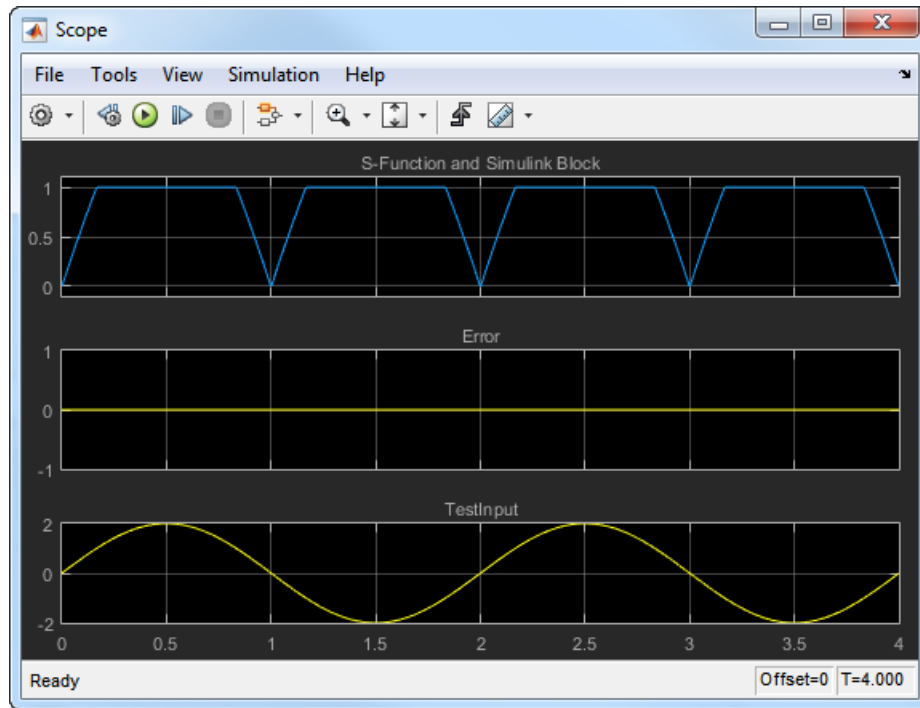 Scope
File Tools View Simulation Help
S-Function and Simulink Block
1
0.5
0
Error
1
0
-1
TestInput
2
0
-2
0 0.5 1 1.5 2 2.5 3 3.5 4
Ready Offset=0 T=4.000